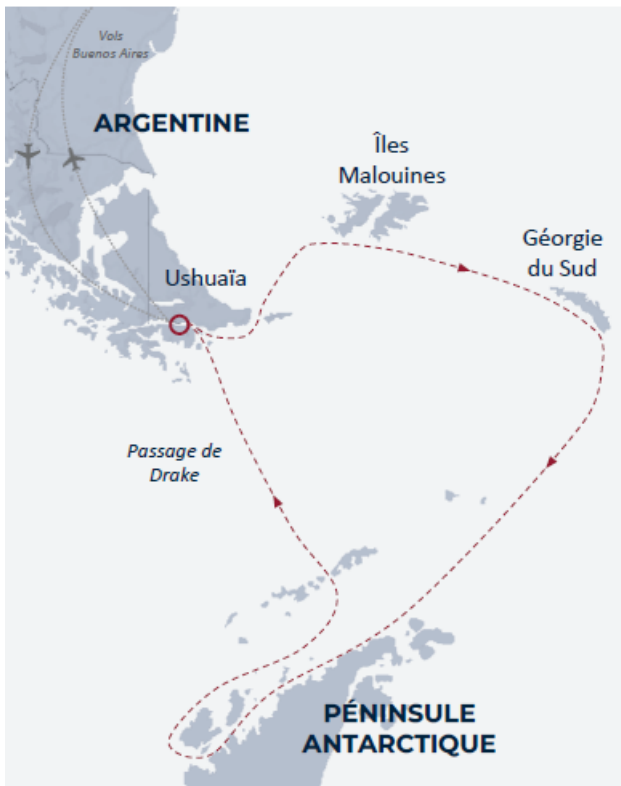 Vols
Buenos Aires
ARGENTINE
Îles
Malouines
Géorgie
du Sud
Ushuaïa
Passage de
Drake
PÉNINSULE
ANTARCTIQUE